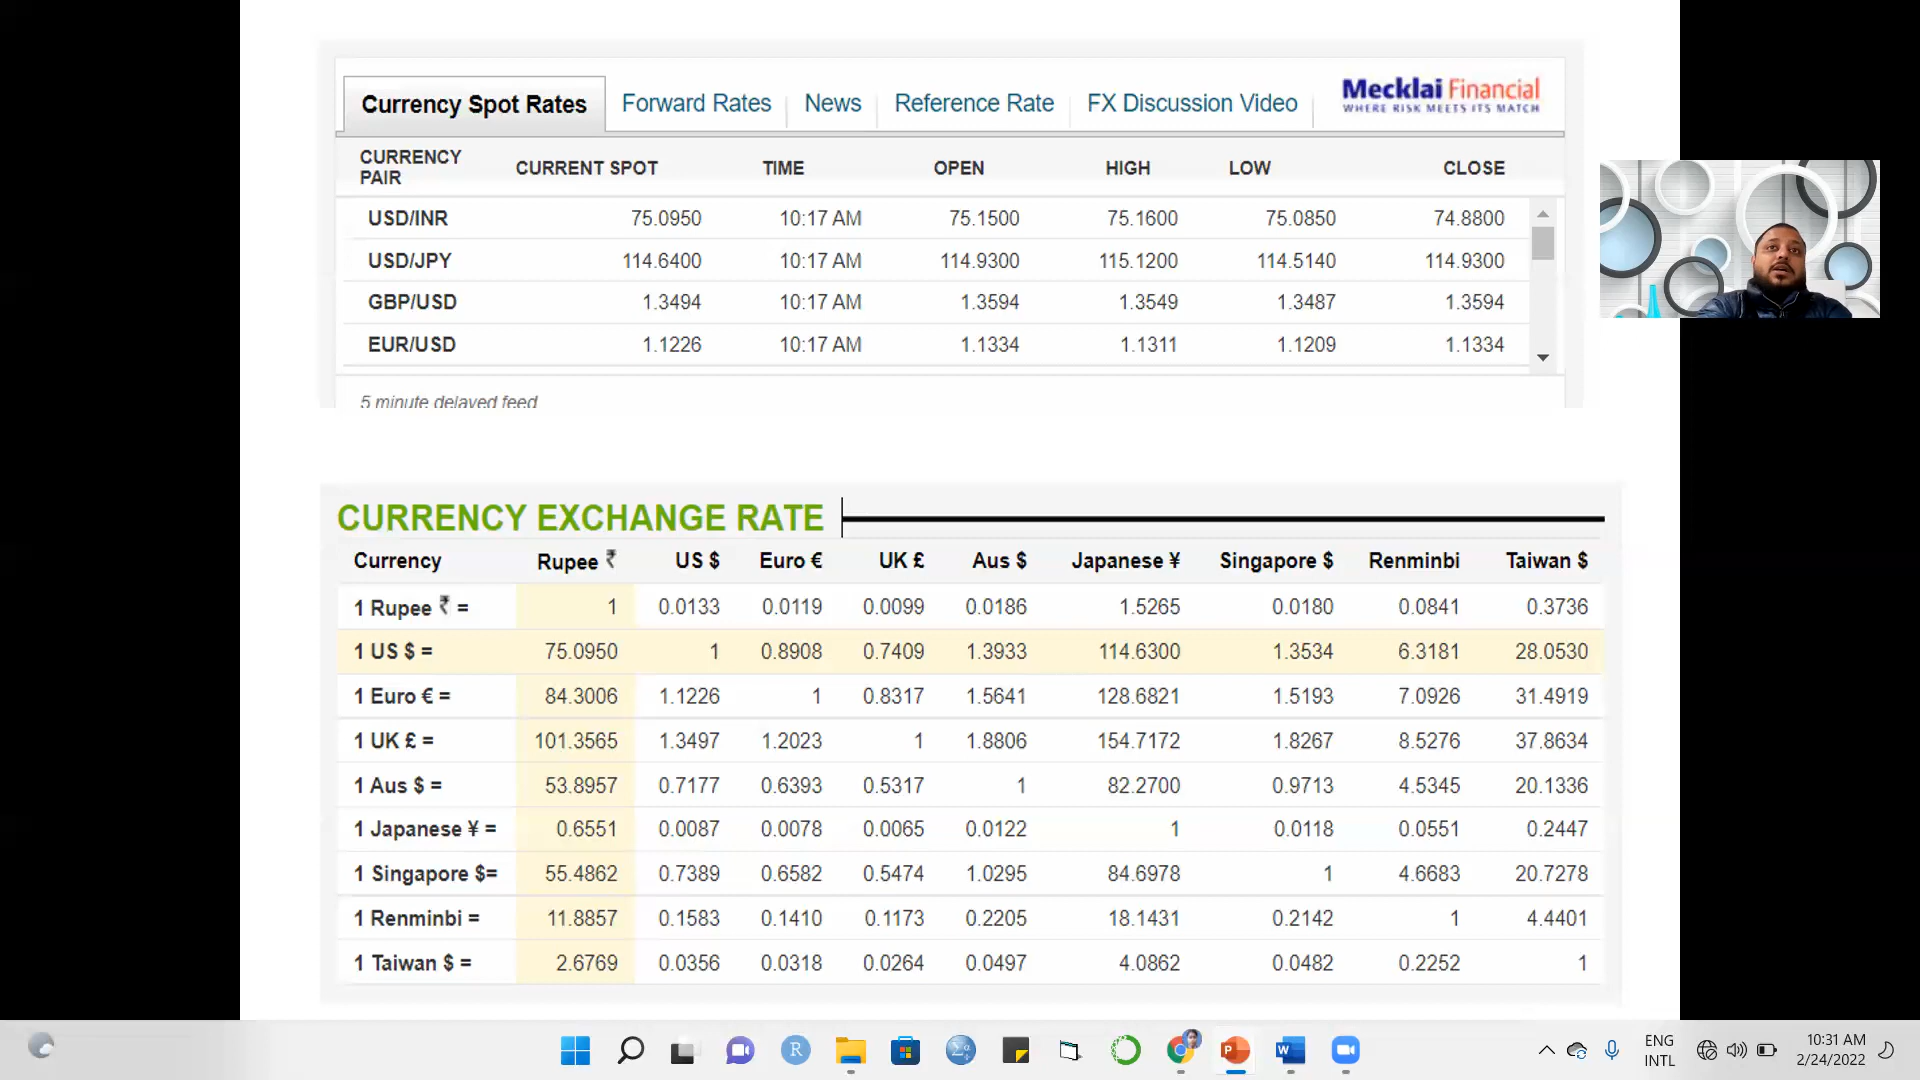 Currency Spot Rates Forward Rates News Reference Rate FX Discussion Video Mecklai Financial
WHERE RISK MEETS ITS MATCH
CURRENCY PAIR CURRENT SPOT TIME OPEN HIGH LOW CLOSE
USD/INR 75.0950 10:17 AM 75.1500 75.1600 75.0850 74.8800
USD/JPY 114.6400 10:17 AM 114.9300 115.1200 114.5140 114.9300
GBP/USD 1.3494 10:17 AM 1.3594 1.3549 1.3487 1.3594
EUR/USD 1.1226 10:17 AM 1.1334 1.1311 1.1209 1.1334
5 minute delayed feed
CURRENCY EXCHANGE RATE
Currency Rupee ₹ US $ Euro € UK £ Aus $ Japanese ¥ Singapore $ Renminbi Taiwan $
1 Rupee ₹ = 1 0.0133 0.0119 0.0099 0.0186 1.5265 0.0180 0.0841 0.3736
1 US $ = 75.0950 1 0.8908 0.7409 1.3933 114.6300 1.3534 6.3181 28.0530
1 Euro € = 84.3006 1.1226 1 0.8317 1.5641 128.6821 1.5193 7.0926 31.4919
1 UK £ = 101.3565 1.3497 1.2023 1 1.8806 154.7172 1.8267 8.5276 37.8634
1 Aus $ = 53.8957 0.7177 0.6393 0.5317 1 82.2700 0.9713 4.5345 20.1336
1 Japanese ¥ = 0.6551 0.0087 0.0078 0.0065 0.0122 1 0.0118 0.0551 0.2447
1 Singapore $= 55.4862 0.7389 0.6582 0.5474 1.0295 84.6978 1 4.6683 20.7278
1 Renminbi = 11.8857 0.1583 0.1410 0.1173 0.2205 18.1431 0.2142 1 4.4401
1 Taiwan $ = 2.6769 0.0356 0.0318 0.0264 0.0497 4.0862 0.0482 0.2252 1
R P W ENG 10:31 AM
INTL 2/24/2022